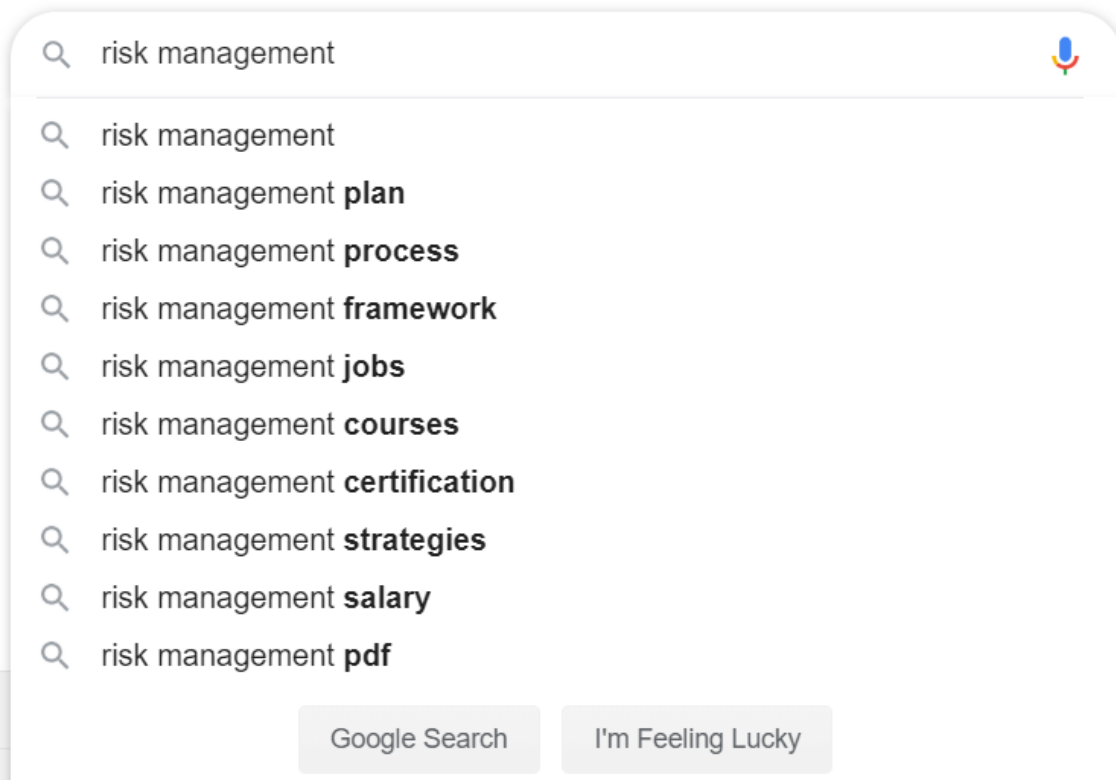 risk management
risk management
risk management plan
risk management process
risk management framework
risk management jobs
risk management courses
risk management certification
risk management strategies
risk management salary
risk management pdf
Google Search I'm Feeling Lucky